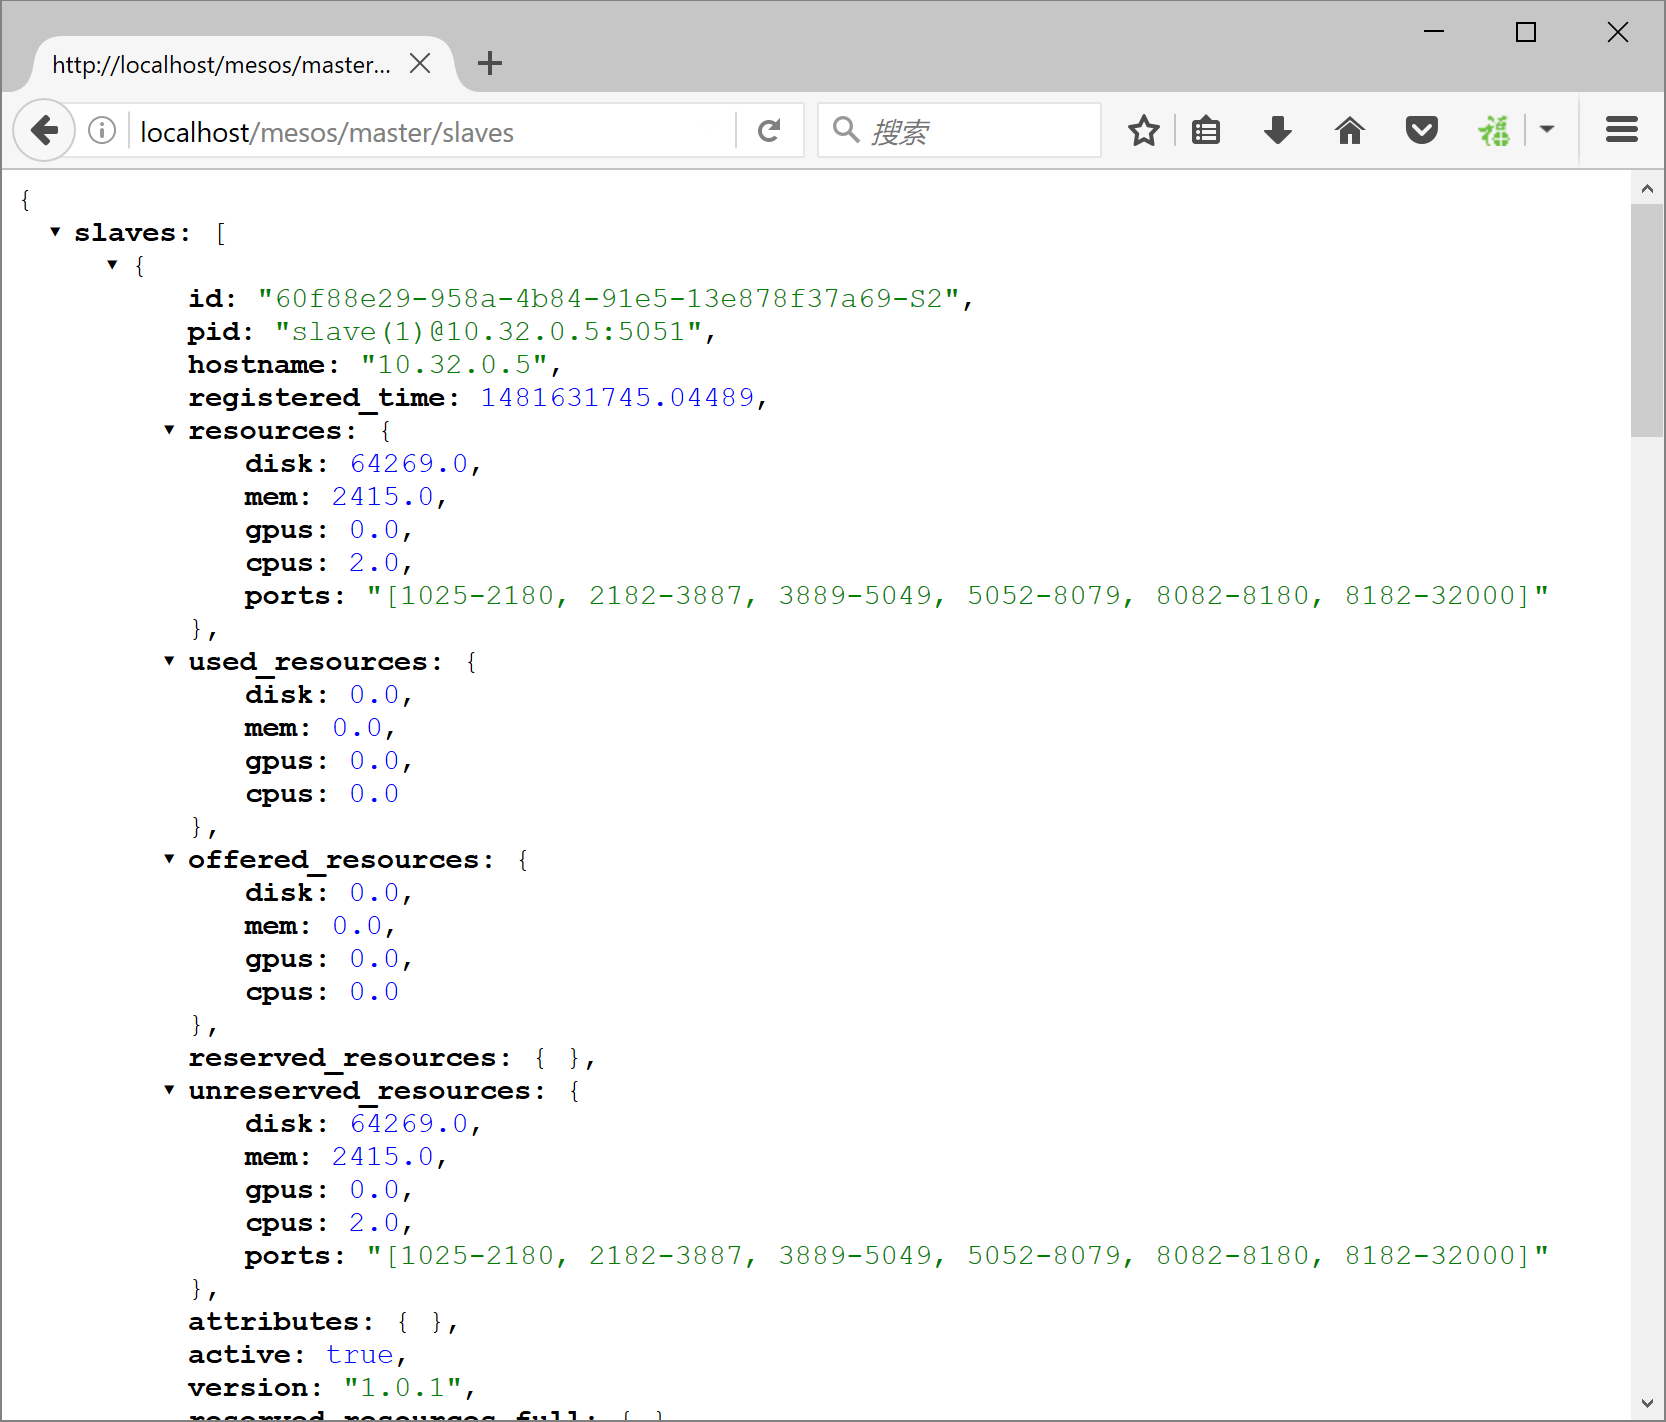 http://localhost/mesos/master...
localhost/mesos/master/slaves
搜索
福
{
slaves: [
{
id: "60f88e29-958a-4b84-91e5-13e878f37a69-S2",
pid: "slave(1)@10.32.0.5:5051",
hostname: "10.32.0.5",
registered_time: 1481631745.04489,
resources: {
disk: 64269.0,
mem: 2415.0,
gpus: 0.0,
cpus: 2.0,
ports: "[1025-2180, 2182-3887, 3889-5049, 5052-8079, 8082-8180, 8182-32000]"
},
used_resources: {
disk: 0.0,
mem: 0.0,
gpus: 0.0,
cpus: 0.0
},
offered_resources: {
disk: 0.0,
mem: 0.0,
gpus: 0.0,
cpus: 0.0
},
reserved_resources: { },
unreserved_resources: {
disk: 64269.0,
mem: 2415.0,
gpus: 0.0,
cpus: 2.0,
ports: "[1025-2180, 2182-3887, 3889-5049, 5052-8079, 8082-8180, 8182-32000]"
},
attributes: { },
active: true,
version: "1.0.1",
reserved_resources_full: { }